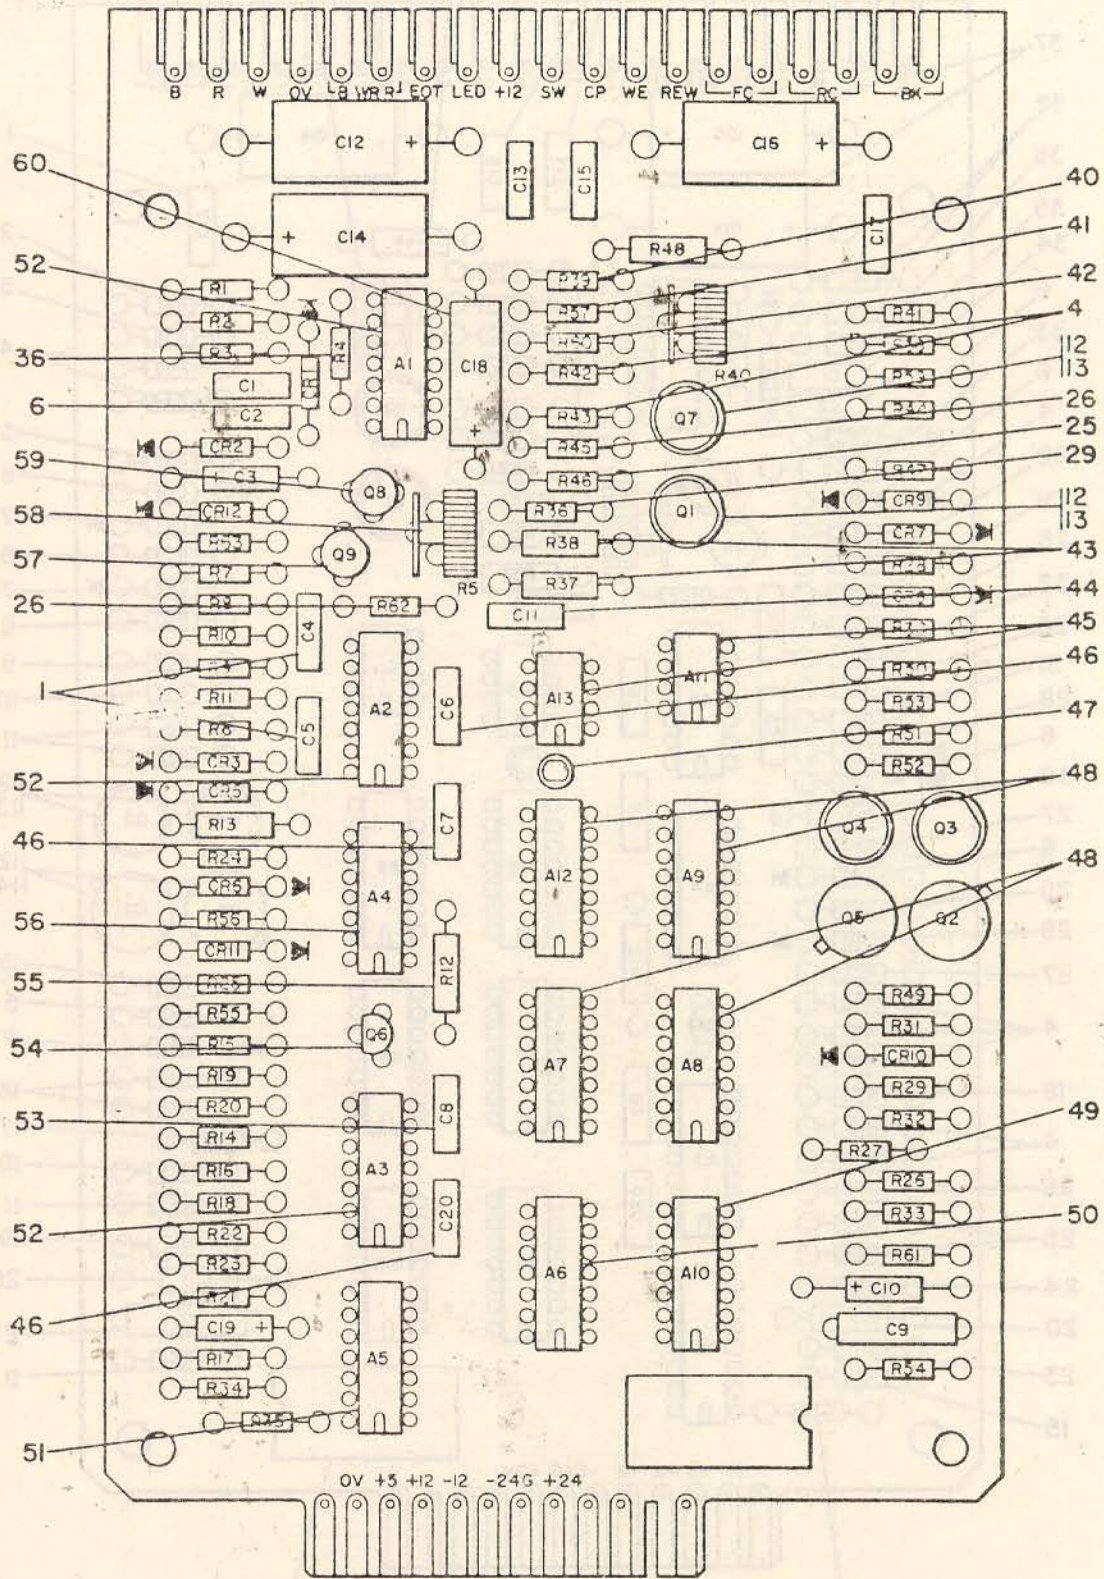 B R W OV B WR R EOT LED +12 SW CP WE REW FC RC BX
C12 +
C16 +
C13
C15
60
40
+ C14
C17
41
R48
52
R1
R39
42
R2
R57
R41
4
36
R3
R4
A1
C18
+
R42
R40
112
113
C1
CR1
6
C2
R43
Q7
26
CR2
R45
25
59
C3
Q8
R46
29
CR12
R36
Q1
CR9
112
113
58
R53
Q9
R38
CR7
57
R7
R5
R37
43
26
R62
C11
44
R10
C4
45
A11
R30
46
1
R11
A2
C6
A13
R53
R8
C5
R51
47
CR3
R52
52
48
R13
C7
Q4
Q3
46
R24
A12
A9
48
CR6
A4
56
R56
Q5
Q2
CR11
55
R12
R49
R55
Q6
R31
54
R15
A7
A8
CR10
R19
R29
53
R20
C8
R32
49
R14
R27
R16
A3
R26
R18
C20
R33
52
R22
50
R23
A6
A10
R61
R21
+ C10
46
C19 +
C9
R17
A5
R54
R34
51
OV +5 +12 -12 -24G +24